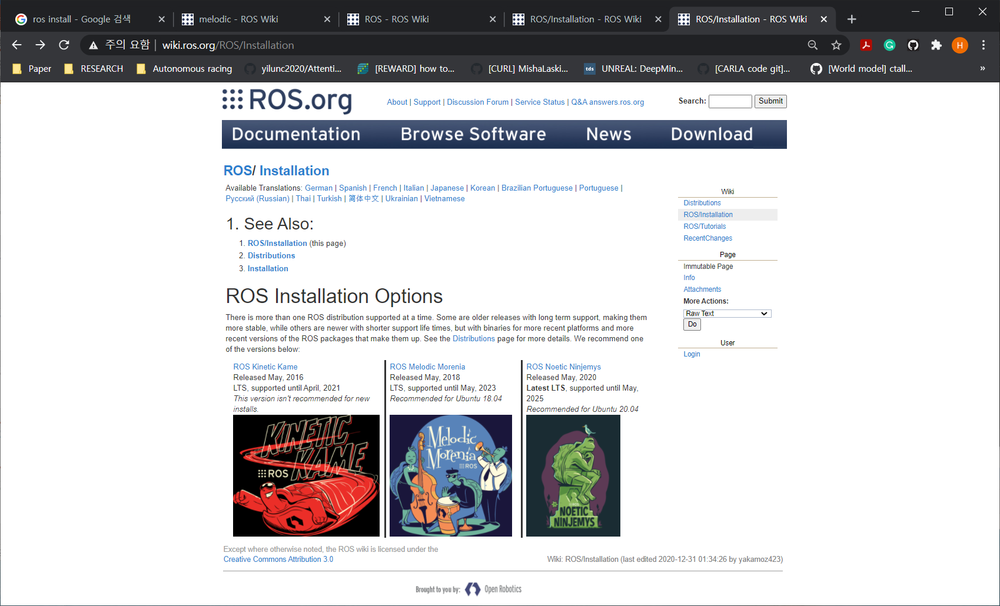 ros install - Google 검색
melodic - ROS Wiki
ROS - ROS Wiki
ROS/Installation - ROS Wiki
ROS/Installation - ROS Wiki
주의 요함 | wiki.ros.org/ROS/Installation
H
Paper
RESEARCH
Autonomous racing
yilunc2020/Attenti...
[REWARD] how to...
[CURL] MishaLaski...
tds
UNREAL: DeepMin...
[CARLA code git]...
[World model] ctall...
»
ROS.org
About | Support | Discussion Forum | Service Status | Q&A answers.ros.org
Search:
Submit
Documentation
Browse Software
News
Download
ROS/ Installation
Available Translations: German | Spanish | French | Italian | Japanese | Korean | Brazilian Portuguese | Portuguese |
Русский (Russian) | Thai | Turkish | 简体中文 | Ukrainian | Vietnamese
1. See Also:
1. ROS/Installation (this page)
2. Distributions
3. Installation
ROS Installation Options
There is more than one ROS distribution supported at a time. Some are older releases with long term support, making them
more stable, while others are newer with shorter support life times, but with binaries for more recent platforms and more
recent versions of the ROS packages that make them up. See the Distributions page for more details. We recommend one
of the versions below:
ROS Kinetic Kame
Released May, 2016
LTS, supported until April, 2021
This version isn't recommended for new
installs.
KINETIC
KAME
ROS
ROS Melodic Morenia
Released May, 2018
LTS, supported until May, 2023
Recommended for Ubuntu 18.04
Melodic
Morenia
ROS
ROS Noetic Ninjemys
Released May, 2020
Latest LTS, supported until May,
2025
Recommended for Ubuntu 20.04
ROS
NOETIC
NINJEMYS
Wiki
Distributions
ROS/Installation
ROS/Tutorials
RecentChanges
Page
Immutable Page
Info
Attachments
More Actions:
Raw Text
Do
User
Login
Except where otherwise noted, the ROS wiki is licensed under the
Creative Commons Attribution 3.0
Wiki: ROS/Installation (last edited 2020-12-31 01:34:26 by yakamoz423)
Brought to you by:
Open Robotics